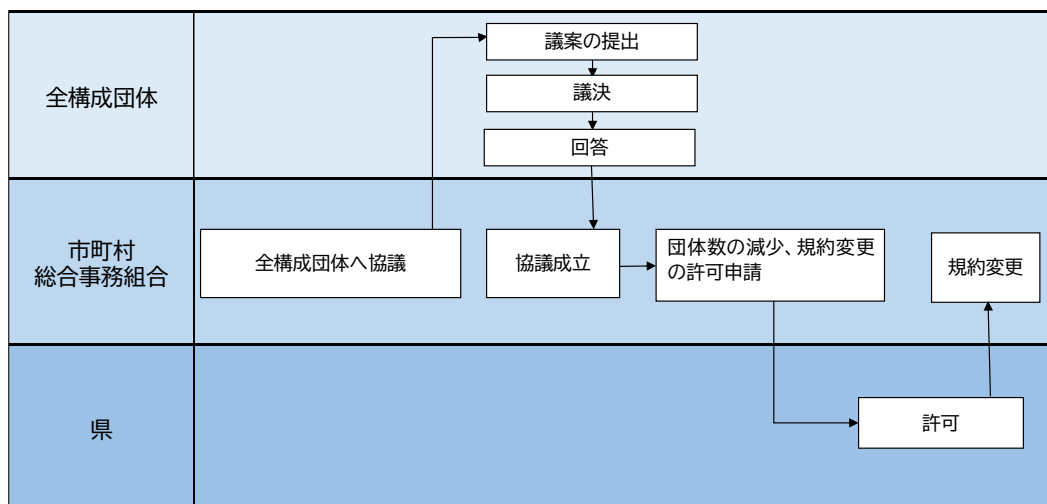 全構成団体
議案の提出
議決
回答
市町村
総合事務組合
全構成団体へ協議
協議成立
団体数の減少、規約変更
の許可申請
規約変更
県
許可